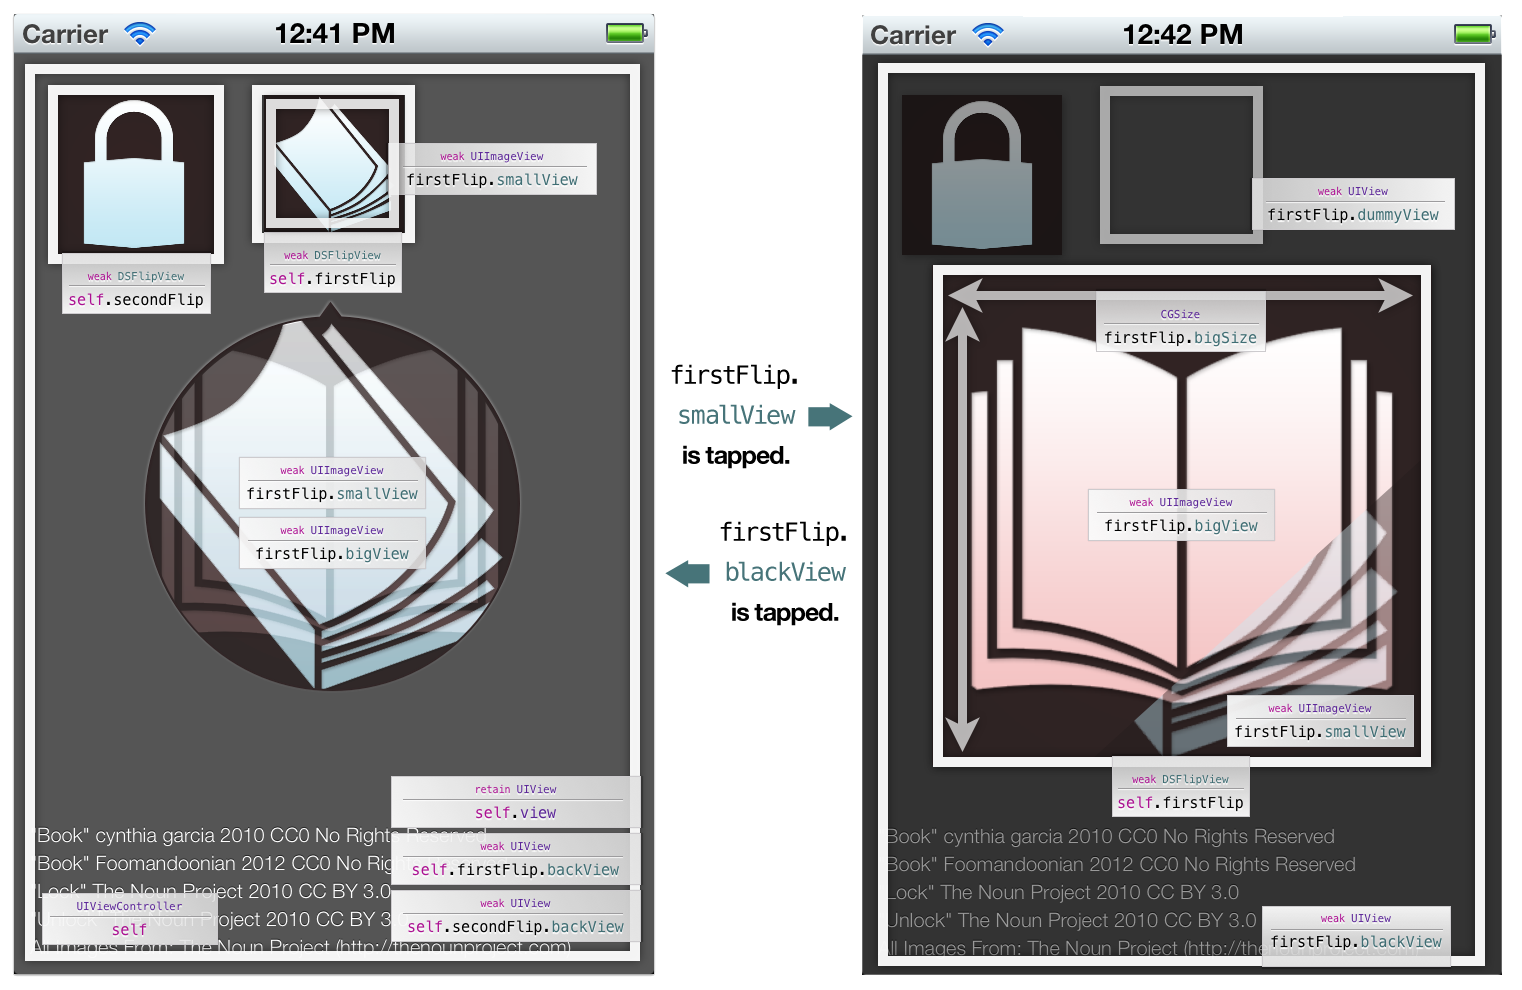 Carrier 12:41 PM
weak UIImageView
firstFlip.smallView
weak DSFlipView
self.firstFlip
weak DSFlipView
self.secondFlip
weak UIImageView
firstFlip.smallView
weak UIImageView
firstFlip.bigView
retain UIView
self.view
"Book" cynthia garcia 2010 CC0 No Rights Reserved
weak UIView
self.firstFlip.backView
"Book" Foomandoonian 2012 CC0 No Rig
"Lock" The Noun Project 2010 CC BY 3.0
UIViewController
self
"Unlock" The Noun Project 2010 CC BY 3.0
weak UIView
self.secondFlip.backView
All Images From: The Noun Project (http://thenounproject.com)
firstFlip.
smallView
is tapped.
firstFlip.
blackView
is tapped.
Carrier 12:42 PM
weak UIView
firstFlip.dummyView
CGSize
firstFlip.bigSize
weak UIImageView
firstFlip.bigView
weak UIImageView
firstFlip.smallView
weak DSFlipView
self.firstFlip
Book" cynthia garcia 2010 CC0 No Rights Reserved
Book" Foomandoonian 2012 CC0 No Rights Reserved
Lock" The Noun Project 2010 CC BY 3.0
Unlock" The Noun Project 2010 CC BY 3.0
All Images From: The Noun Project
weak UIView
firstFlip.blackView